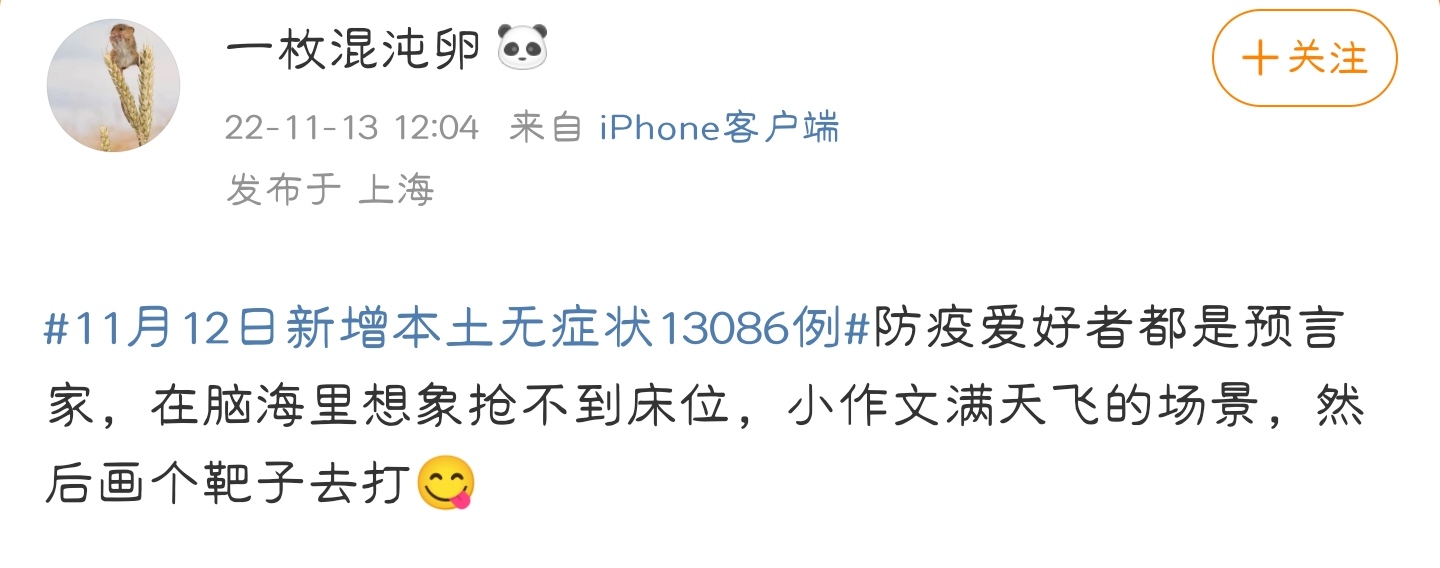 一枚混沌卵🐼
+关注
22-11-13 12:04 来自 iPhone客户端
发布于 上海
#11月12日新增本土无症状13086例#防疫爱好者都是预言
家，在脑海里想象抢不到床位，小作文满天飞的场景，然
后画个靶子去打😋